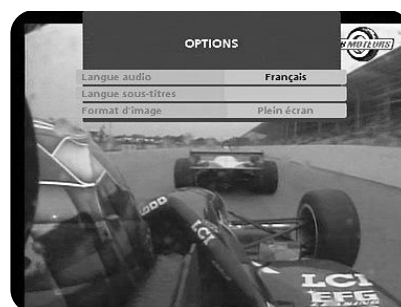 OPTIONS
MOTEURS
Langue audio Français
Langue sous-titres
Format d'image Plein écran
LCI
LCI